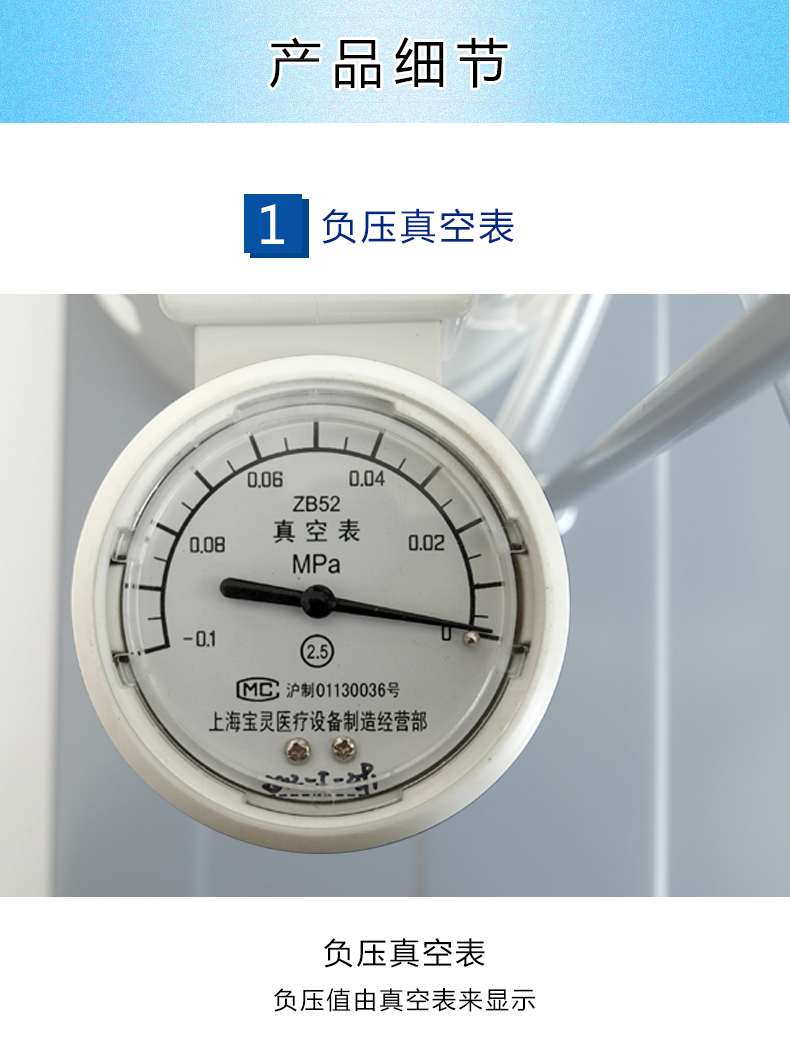 产品细节
1 负压真空表
0.06 0.04
ZB52
真空表
0.08 0.02
MPa
-0.1 0
2.5
MC 沪制01130036号
上海宝灵医疗设备制造经营部
负压真空表
负压值由真空表来显示